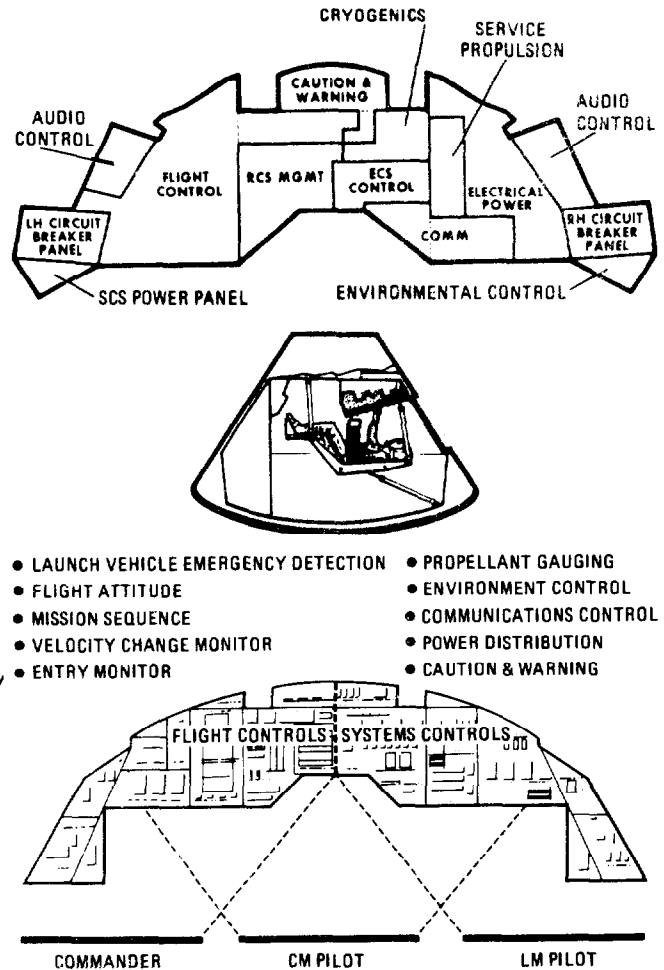 CRYOGENICS
SERVICE
PROPULSION
CAUTION &
WARNING
AUDIO
CONTROL
AUDIO
CONTROL
FLIGHT
CONTROL
RCS MGMT
ECS
CONTROL
ELECTRICAL
POWER
LH CIRCUIT
BREAKER
PANEL
COMM
RH CIRCUIT
BREAKER
PANEL
SCS POWER PANEL
ENVIRONMENTAL CONTROL
• LAUNCH VEHICLE EMERGENCY DETECTION
• FLIGHT ATTITUDE
• MISSION SEQUENCE
• VELOCITY CHANGE MONITOR
• ENTRY MONITOR
• PROPELLANT GAUGING
• ENVIRONMENT CONTROL
• COMMUNICATIONS CONTROL
• POWER DISTRIBUTION
• CAUTION & WARNING
FLIGHT CONTROLS
SYSTEMS CONTROLS
COMMANDER
CM PILOT
LM PILOT